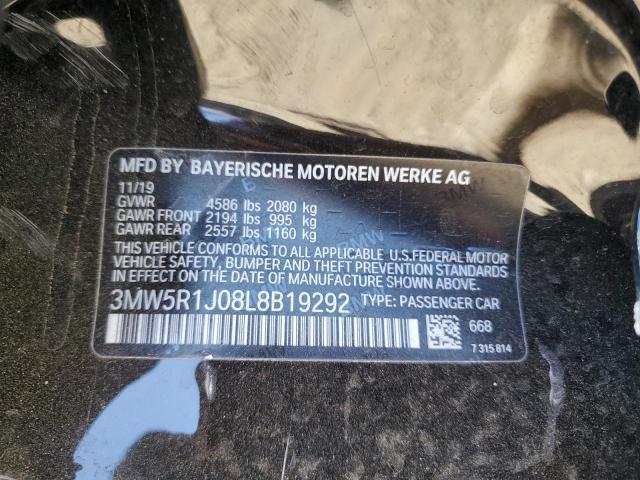 MFD BY BAYERISCHE MOTOREN WERKE AG
11/19
GVWR 4586 lbs 2080 kg
GAWR FRONT 2194 lbs 995 kg
GAWR REAR 2557 lbs 1160 kg
THIS VEHICLE CONFORMS TO ALL APPLICABLE U.S.FEDERAL MOTOR
VEHICLE SAFETY, BUMPER AND THEFT PREVENTION STANDARDS
IN EFFECT ON THE DATE OF MANUFACTURE SHOWN ABOVE.
3MW5R1J08L8B19292 TYPE: PASSENGER CAR
668
7 315 814